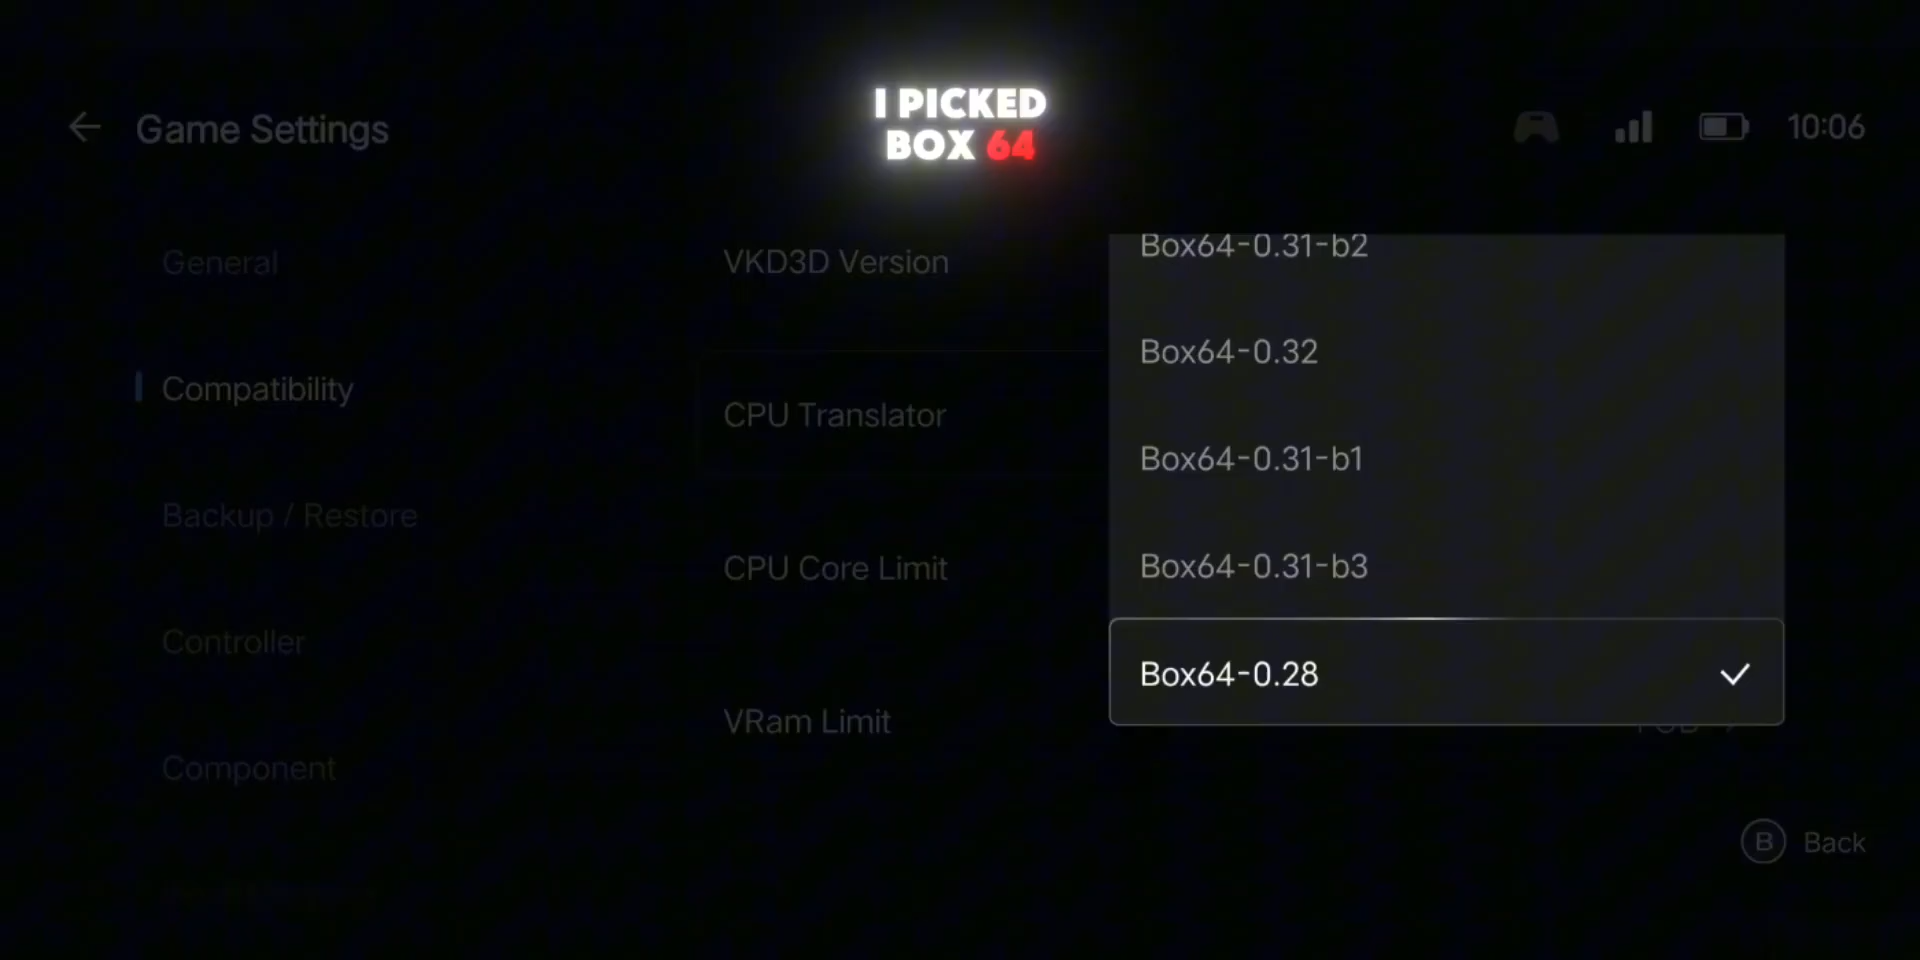 I PICKED
BOX 64
Game Settings
10:06
General
Compatibility
Backup / Restore
Controller
Component
VKD3D Version
CPU Translator
CPU Core Limit
VRam Limit
Box64-0.31-b2
Box64-0.32
Box64-0.31-b1
Box64-0.31-b3
Box64-0.28
B Back